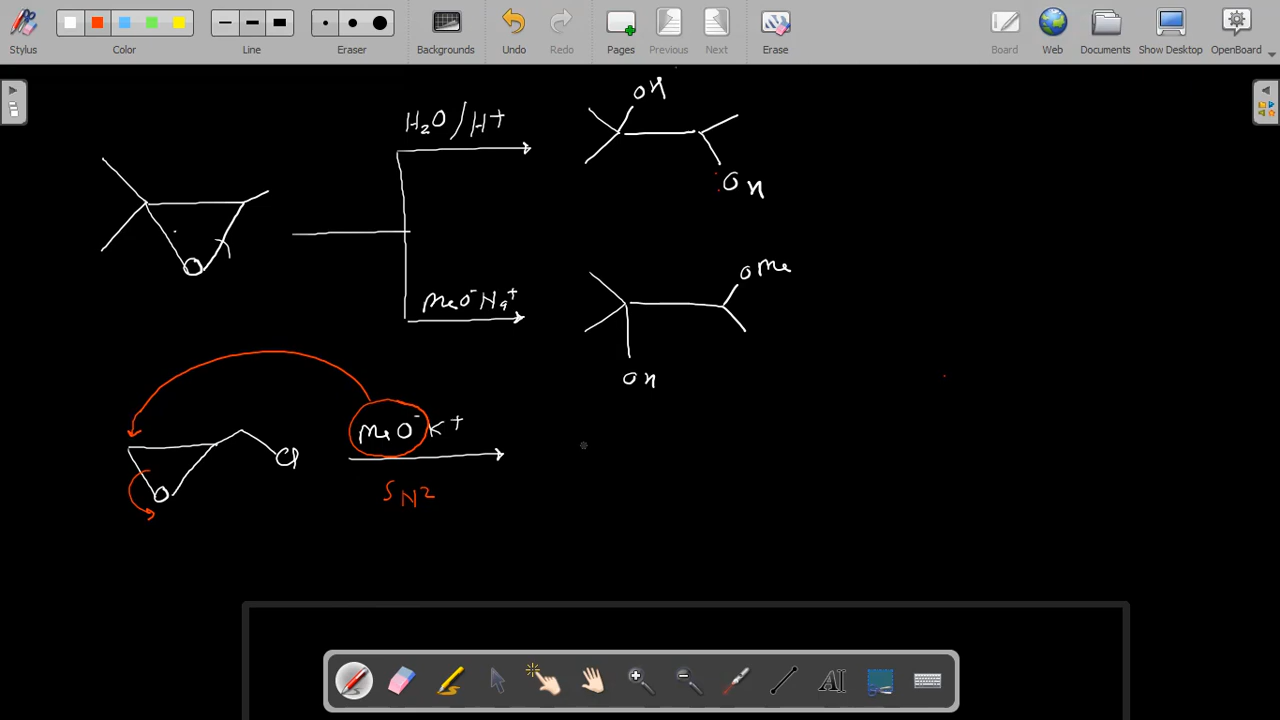 Stylus
Color
Line
Eraser
Backgrounds
Undo
Redo
Pages
Previous
Next
Erase
Board
Web
Documents
Show Desktop
OpenBoard
OH
H₂O/H⁺
OH
O
OMe
MeO⁻Na⁺
OH
MeO⁻K⁺
Cl
O
SN²
AI